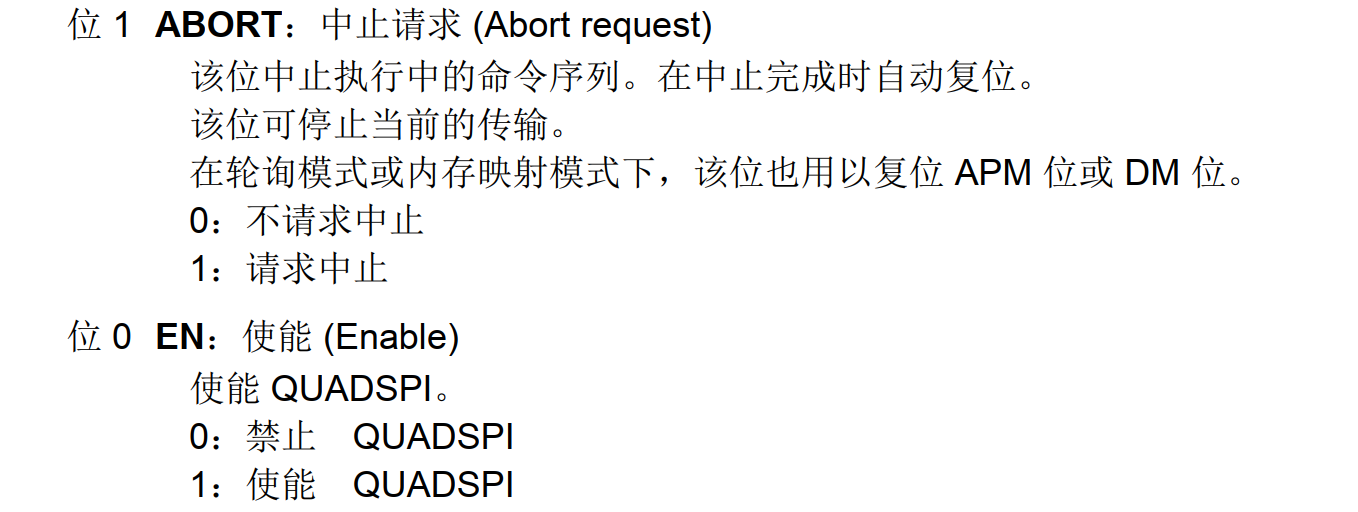 位 1 ABORT：中止请求 (Abort request)
该位中止执行中的命令序列。在中止完成时自动复位。
该位可停止当前的传输。
在轮询模式或内存映射模式下，该位也用以复位 APM 位或 DM 位。
0：不请求中止
1：请求中止
位 0 EN：使能 (Enable)
使能 QUADSPI。
0：禁止 QUADSPI
1：使能 QUADSPI